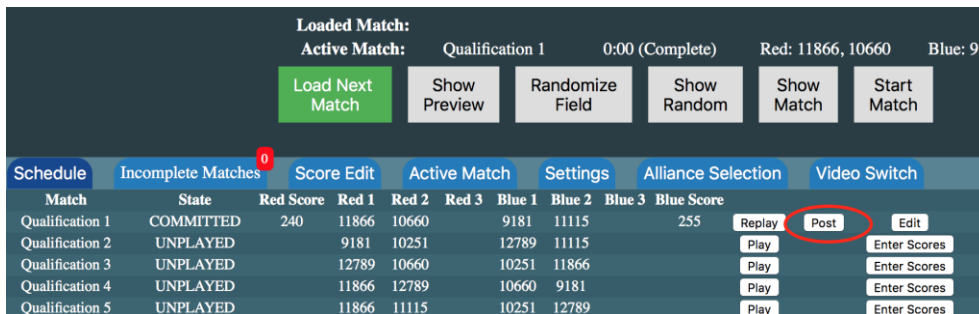 Loaded Match:
Active Match: Qualification 1 0:00 (Complete) Red: 11866, 10660 Blue: 9
Load Next Match Show Preview Randomize Field Show Random Show Match Start Match
0
Schedule Incomplete Matches Score Edit Active Match Settings Alliance Selection Video Switch
Match State Red Score Red 1 Red 2 Red 3 Blue 1 Blue 2 Blue 3 Blue Score
Qualification 1 COMMITTED 240 11866 10660 9181 11115 255 Replay Post Edit
Qualification 2 UNPLAYED 9181 10251 12789 11115 Play Enter Scores
Qualification 3 UNPLAYED 12789 10660 10251 11866 Play Enter Scores
Qualification 4 UNPLAYED 11866 12789 10660 9181 Play Enter Scores
Qualification 5 UNPLAYED 11866 11115 10251 12789 Play Enter Scores